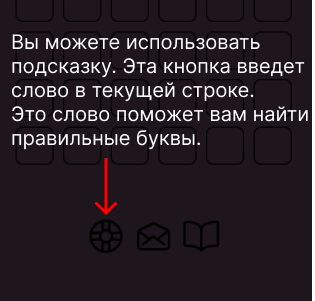 Вы можете использовать
подсказку. Эта кнопка введет
слово в текущей строке.
Это слово поможет вам найти
правильные буквы.